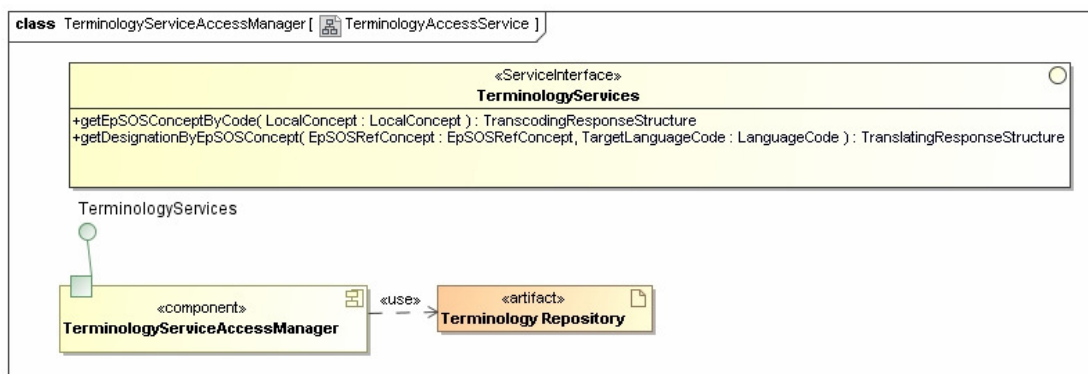 class TerminologyServiceAccessManager [ TerminologyAccessService ]
«ServiceInterface»
TerminologyServices
+getEpSOSConceptByCode( LocalConcept : LocalConcept ) : TranscodingResponseStructure
+getDesignationByEpSOSConcept( EpSOSRefConcept : EpSOSRefConcept, TargetLanguageCode : LanguageCode ) : TranslatingResponseStructure
TerminologyServices
«component»
TerminologyServiceAccessManager
«use»
«artifact»
Terminology Repository